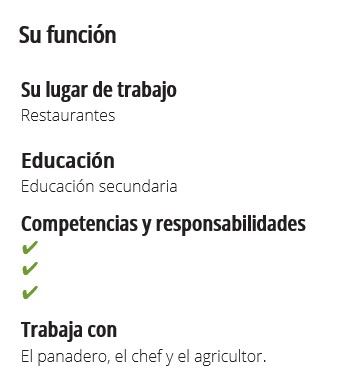 Su función
Su lugar de trabajo
Restaurantes
Educación
Educación secundaria
Competencias y responsabilidades
✔
✔
✔
Trabaja con
El panadero, el chef y el agricultor.